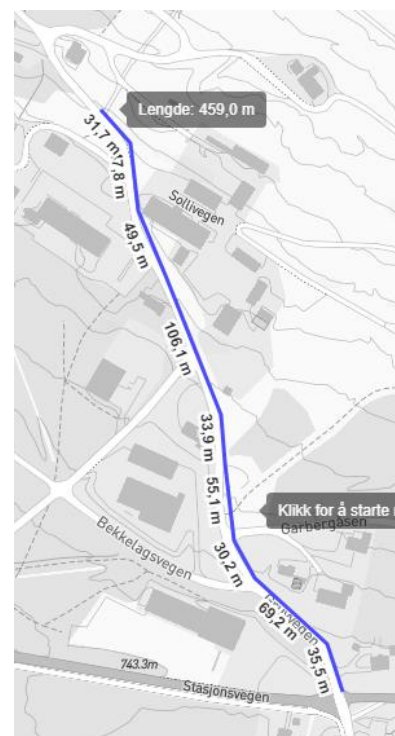 Lengde: 459,0 m
31,7 m
7,8 m
Sollivegen
49,5 m
106,1 m
33,9 m
55,1 m
Klikk for å starte
Garbergåsen
Bekkelagsvegen
30,2 m
69,2 m
35,5 m
743.3m
Stasjonsvegen